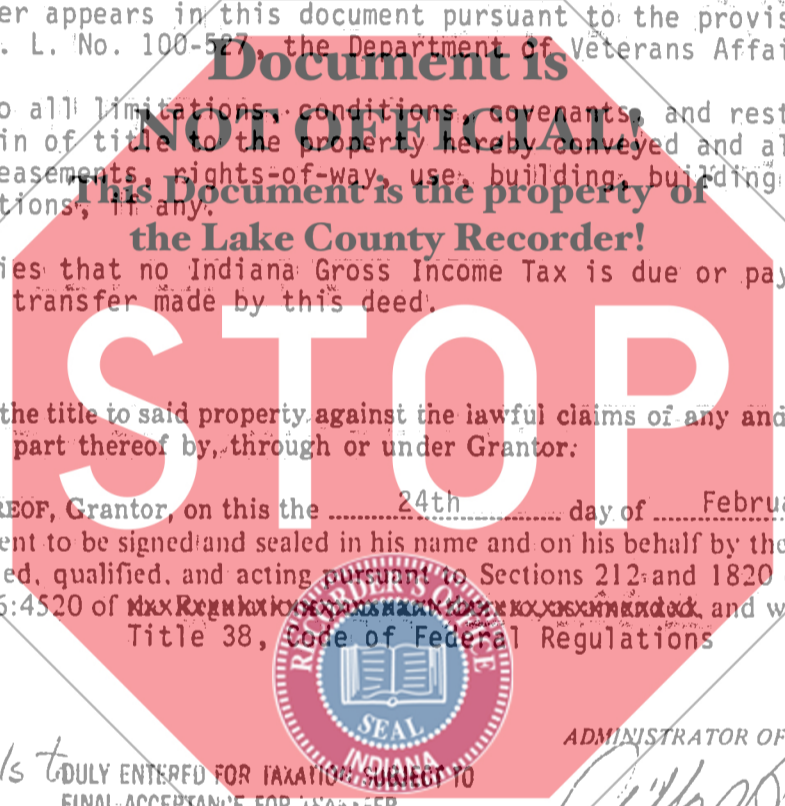 er appears in this document pursuant to the provis
. L. No. 100-527, the Department of Veterans Affai
Document is
o all limitations, conditions, covenants, and rest
NOT OFFICIAL!
in of title to the property hereby conveyed and al
easements, rights-of-way, use, building, building
This Document is the property of
tions, if any.
the Lake County Recorder!
ies that no Indiana Gross Income Tax is due or pay
transfer made by this deed.
STOP
the title to said property against the lawful claims of any and
part thereof by, through or under Grantor.
REOF, Grantor, on this the 24th day of Februa
ent to be signed and sealed in his name and on his behalf by the
ed, qualified, and acting pursuant to Sections 212 and 1820
6:4520 of and w
Title 38, Code of Federal Regulations
RECORDER'S OFFICE
SEAL
INDIANA
ADMINISTRATOR OF
DULY ENTERED FOR TAXATION SUBJECT TO
FINAL ACCEPTANCE FOR TRANSFER